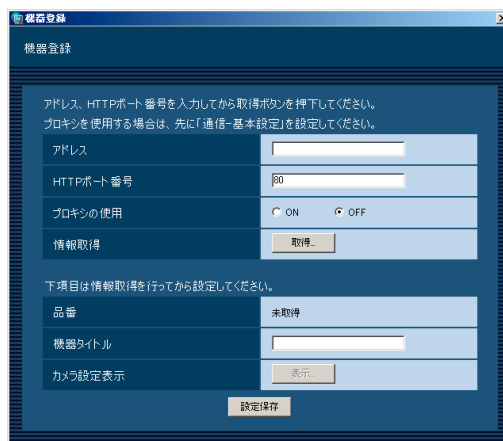 機器登録
機器登録
アドレス、HTTPポート番号を入力してから取得ボタンを押下してください。
プロキシを使用する場合は、先に「通信-基本設定」を設定してください。
アドレス
HTTPポート番号 80
プロキシの使用 ON OFF
情報取得 取得...
下項目は情報取得を行ってから設定してください。
品番 未取得
機器タイトル
カメラ設定表示 表示...
設定保存